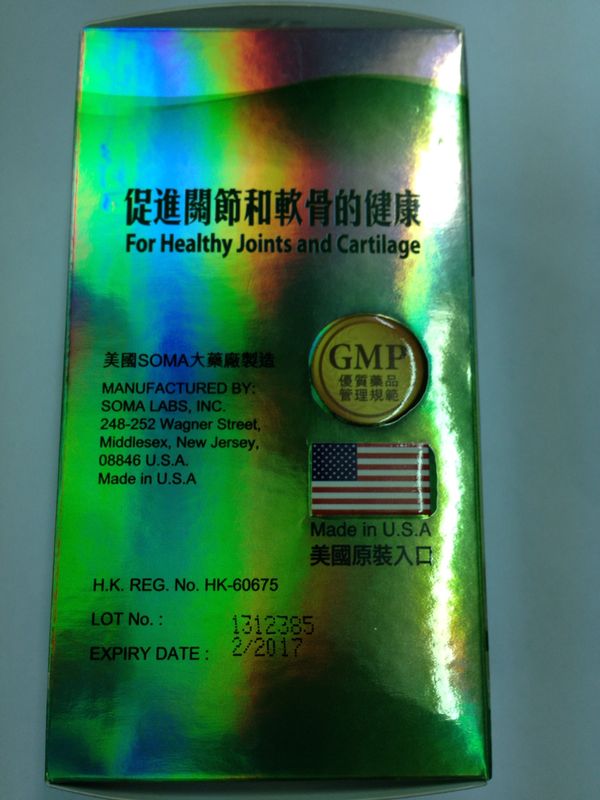 促進關節和軟骨的健康
For Healthy Joints and Cartilage
美國SOMA大藥廠製造
MANUFACTURED BY:
SOMA LABS, INC.
248-252 Wagner Street,
Middlesex, New Jersey,
08846 U.S.A.
Made in U.S.A
GMP
優質藥品
管理規範
Made in U.S.A
美國原裝入口
H.K. REG. No. HK-60675
LOT No. : 1312385
EXPIRY DATE : 2/2017